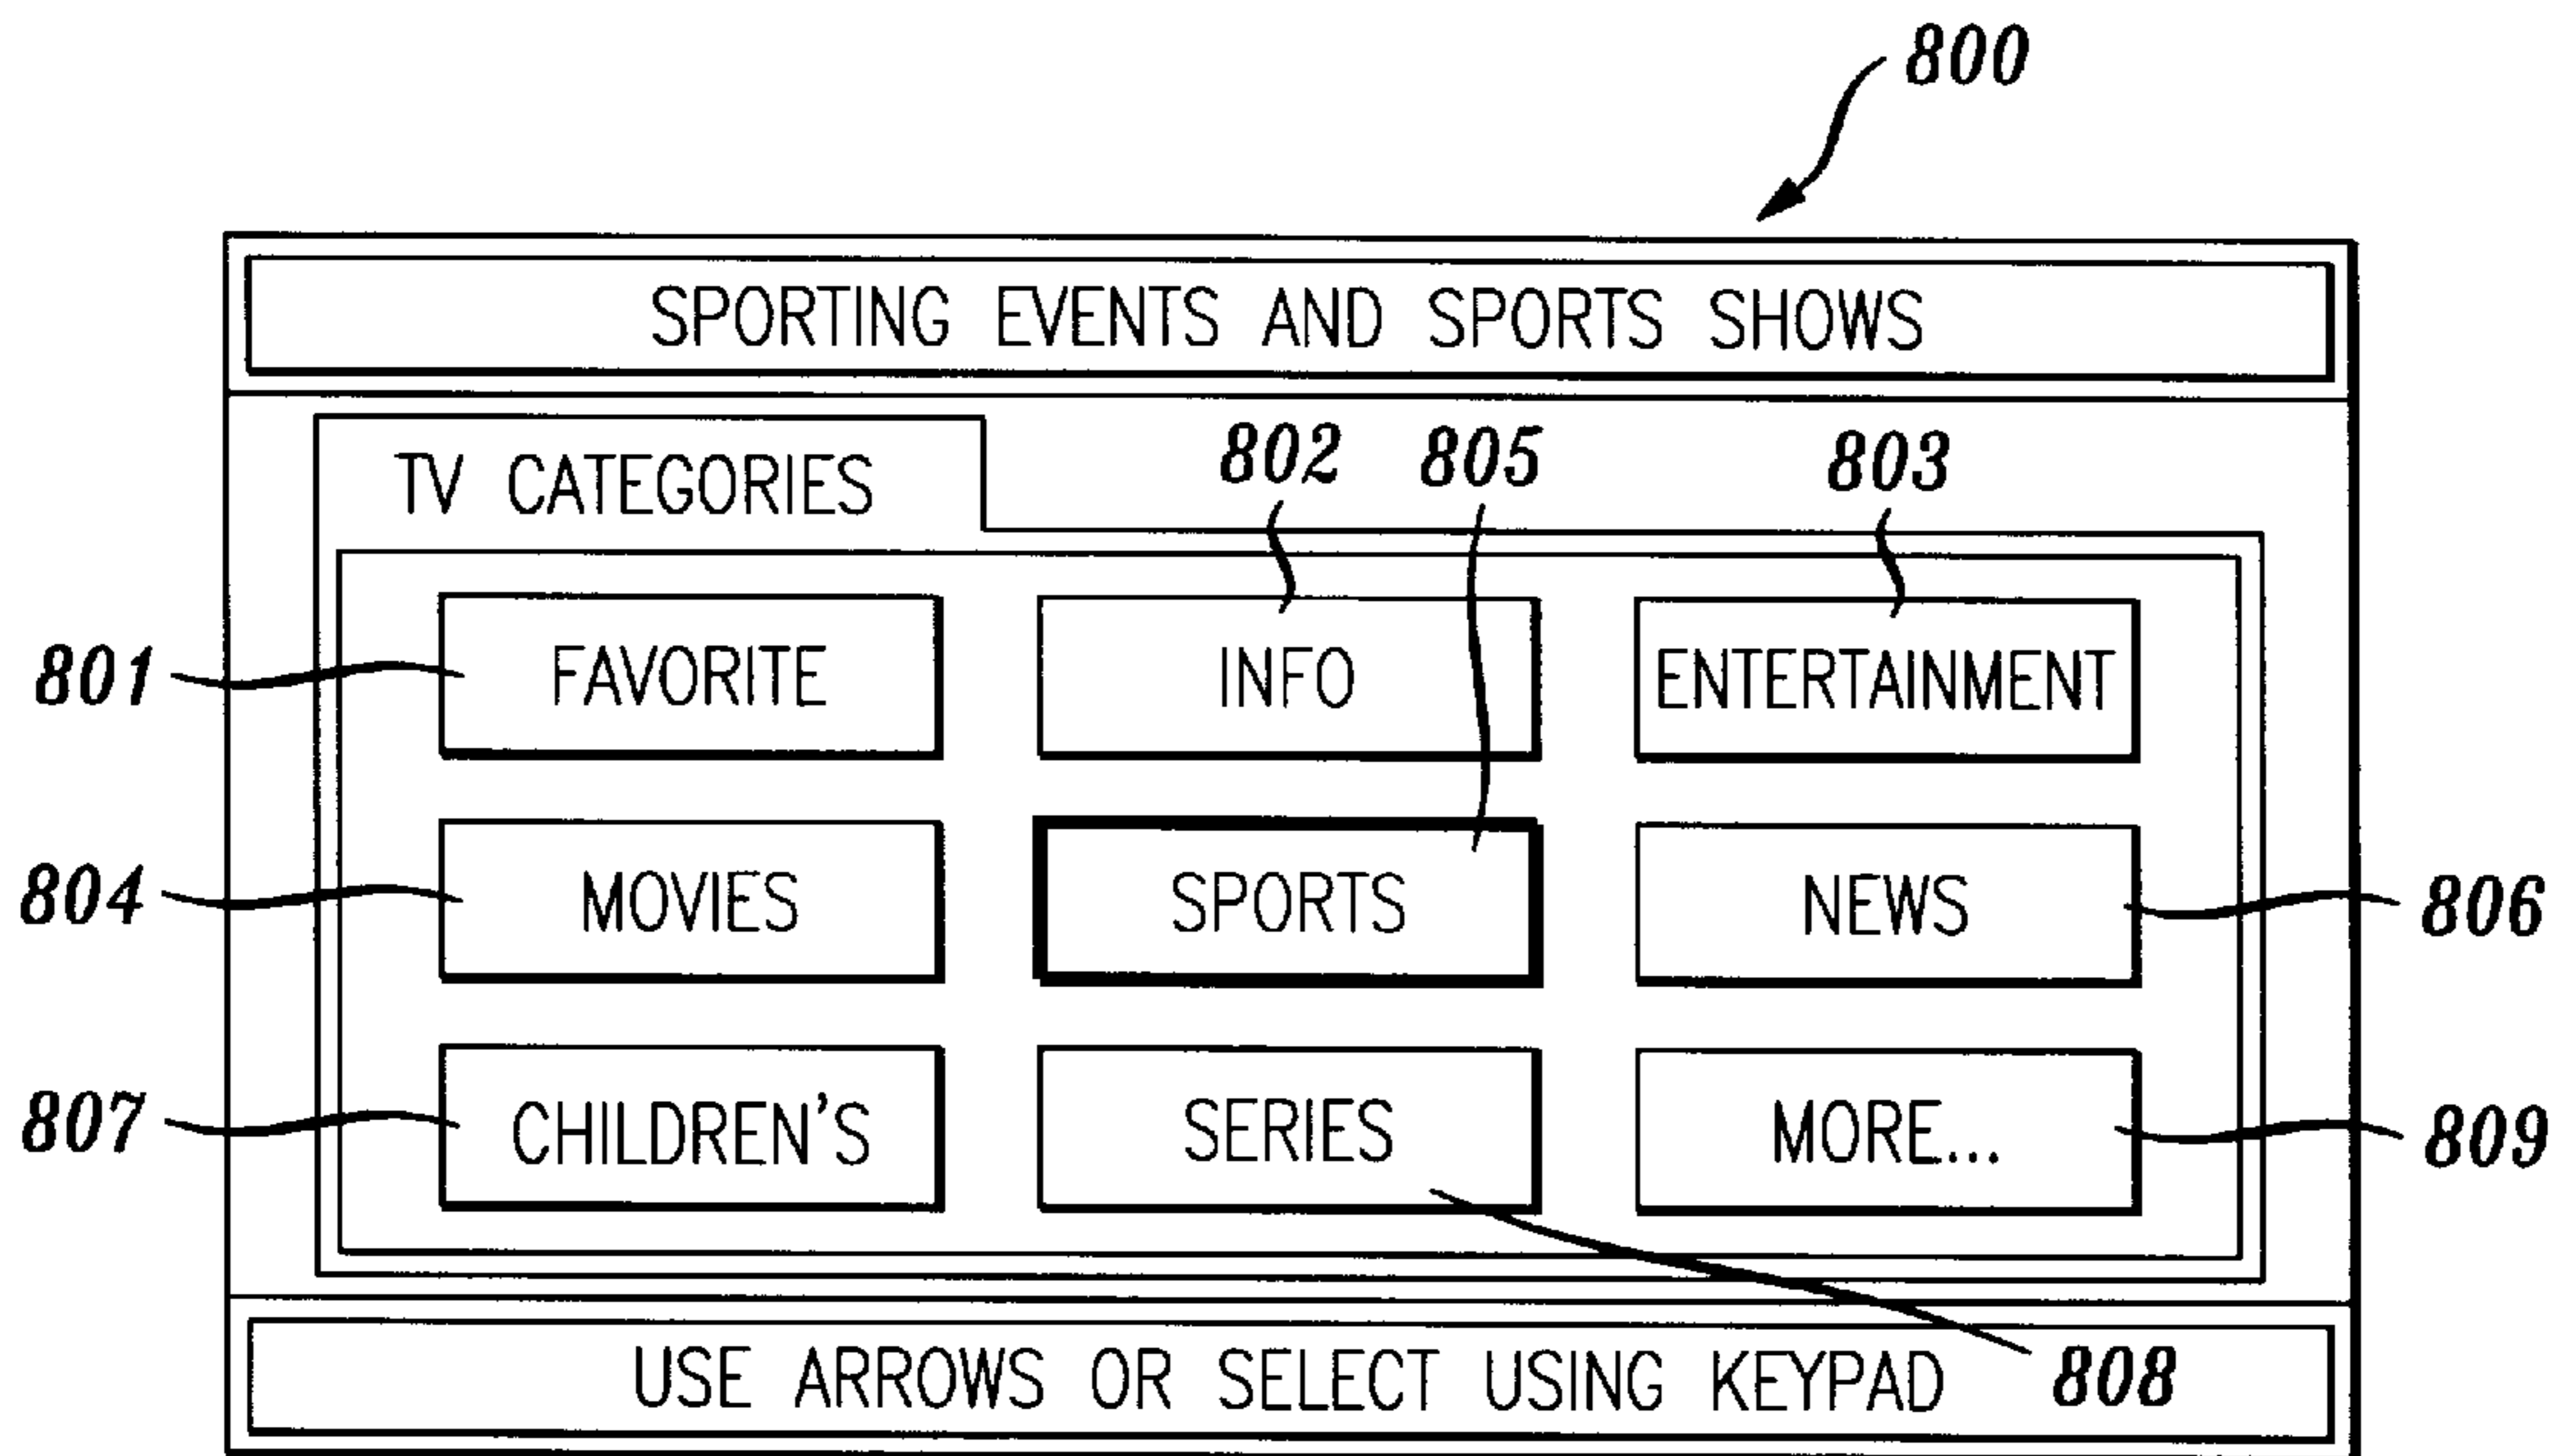 800
SPORTING EVENTS AND SPORTS SHOWS
TV CATEGORIES
802 805 803
801 FAVORITE INFO ENTERTAINMENT
804 MOVIES SPORTS NEWS 806
807 CHILDREN'S SERIES MORE... 809
USE ARROWS OR SELECT USING KEYPAD 808